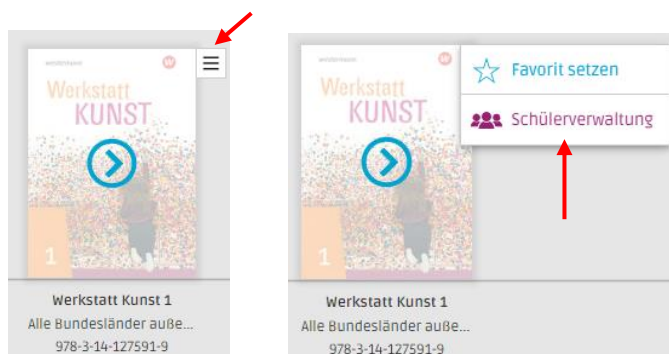 westermann
Werkstatt
KUNST
1
Werkstatt Kunst 1
Alle Bundesländer auße...
978-3-14-127591-9
westermann
Werkstatt
KUNST
1
Favorit setzen
Schülerverwaltung
Werkstatt Kunst 1
Alle Bundesländer auße...
978-3-14-127591-9